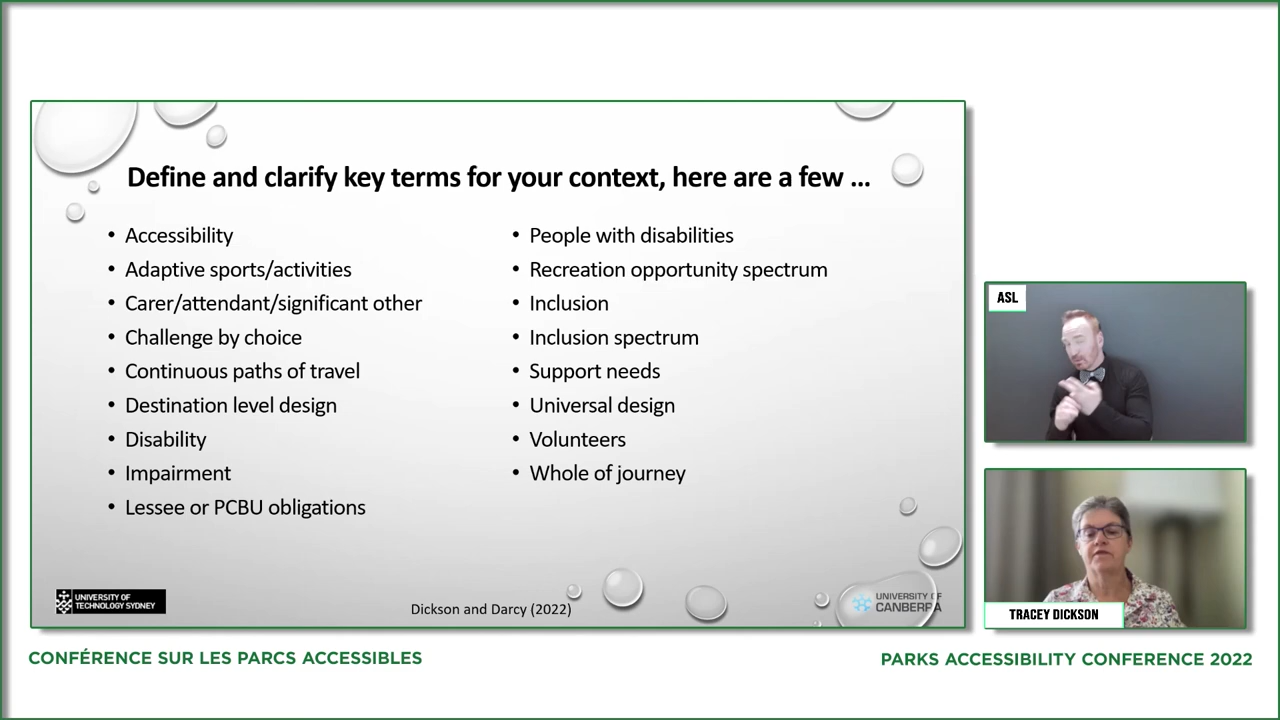 Define and clarify key terms for your context, here are a few ...
• Accessibility
• Adaptive sports/activities
• Carer/attendant/significant other
• Challenge by choice
• Continuous paths of travel
• Destination level design
• Disability
• Impairment
• Lessee or PCBU obligations
• People with disabilities
• Recreation opportunity spectrum
• Inclusion
• Inclusion spectrum
• Support needs
• Universal design
• Volunteers
• Whole of journey
UNIVERSITY OF
TECHNOLOGY SYDNEY
Dickson and Darcy (2022)
UNIVERSITY OF
CANBERRA
ASL
TRACEY DICKSON
CONFÉRENCE SUR LES PARCS ACCESSIBLES
PARKS ACCESSIBILITY CONFERENCE 2022